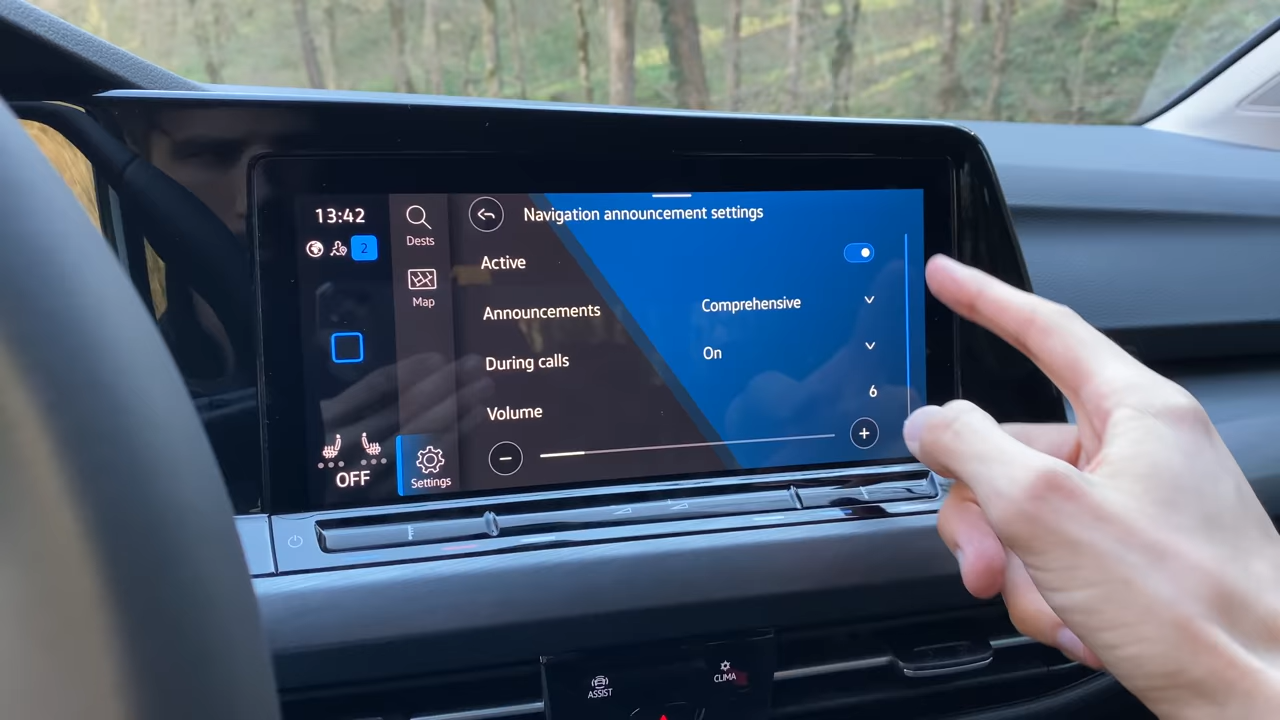 13:42
2
Dests
Map
Navigation announcement settings
Active
Announcements
Comprehensive
During calls
On
Volume
6
OFF
Settings
ASSIST
CLIMA